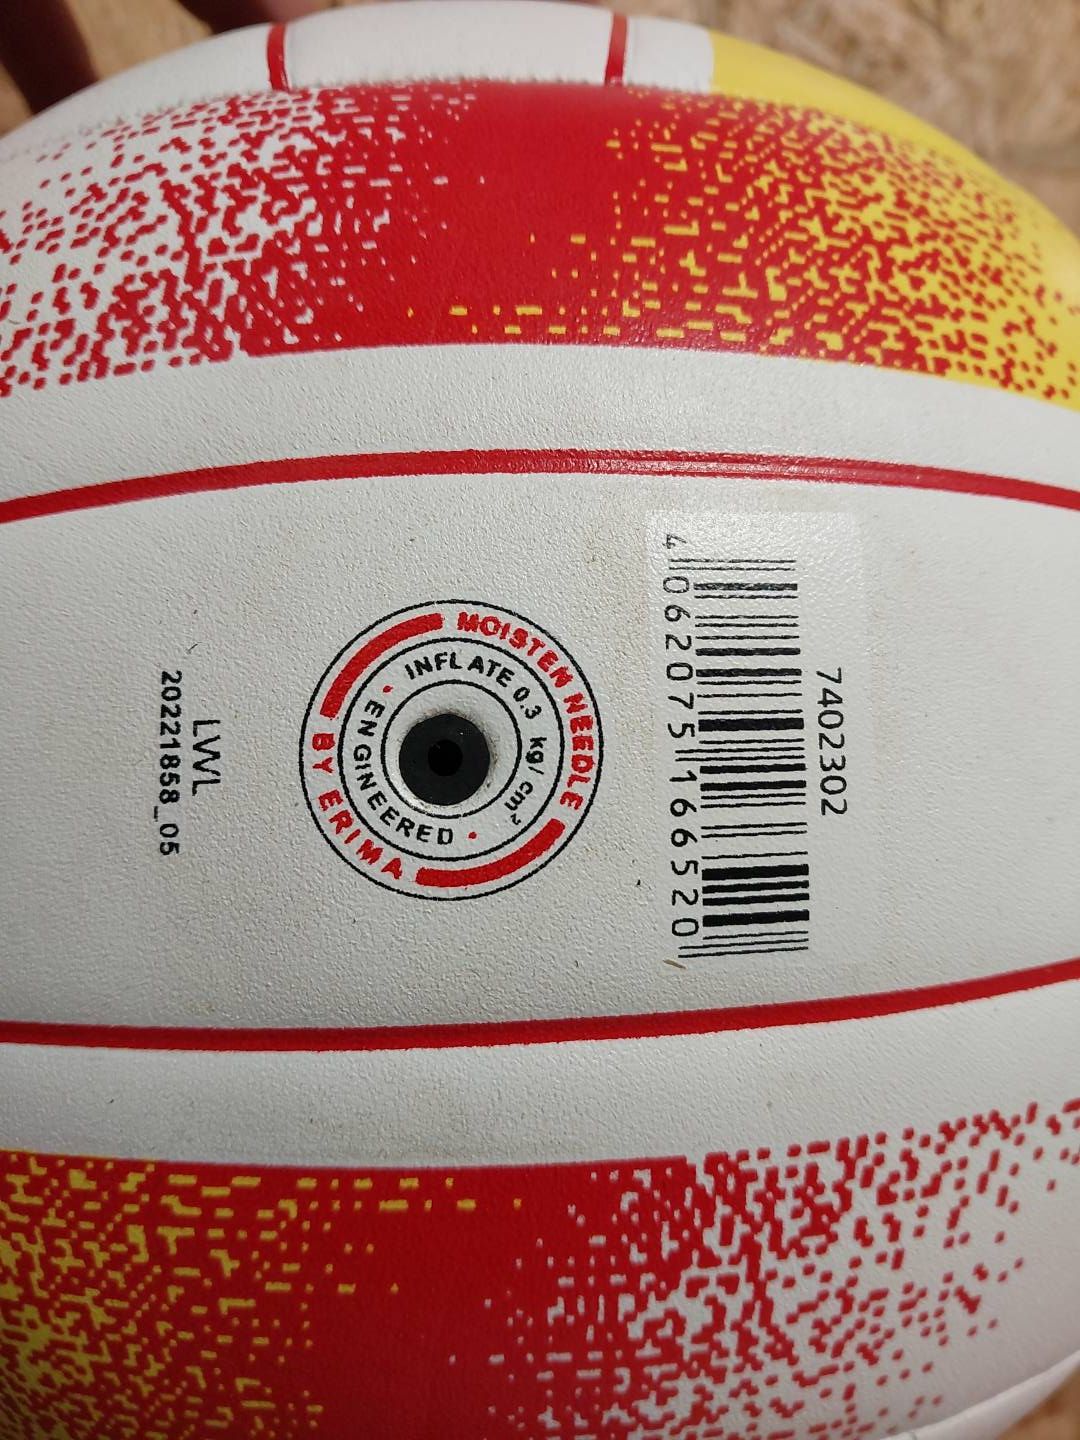 7402302
4062075166520
MOISTEN NEEDLE
BY ERIMA
INFLATE 0.3 kg/cm²
• ENGINEERED •
LWL
20221858_05